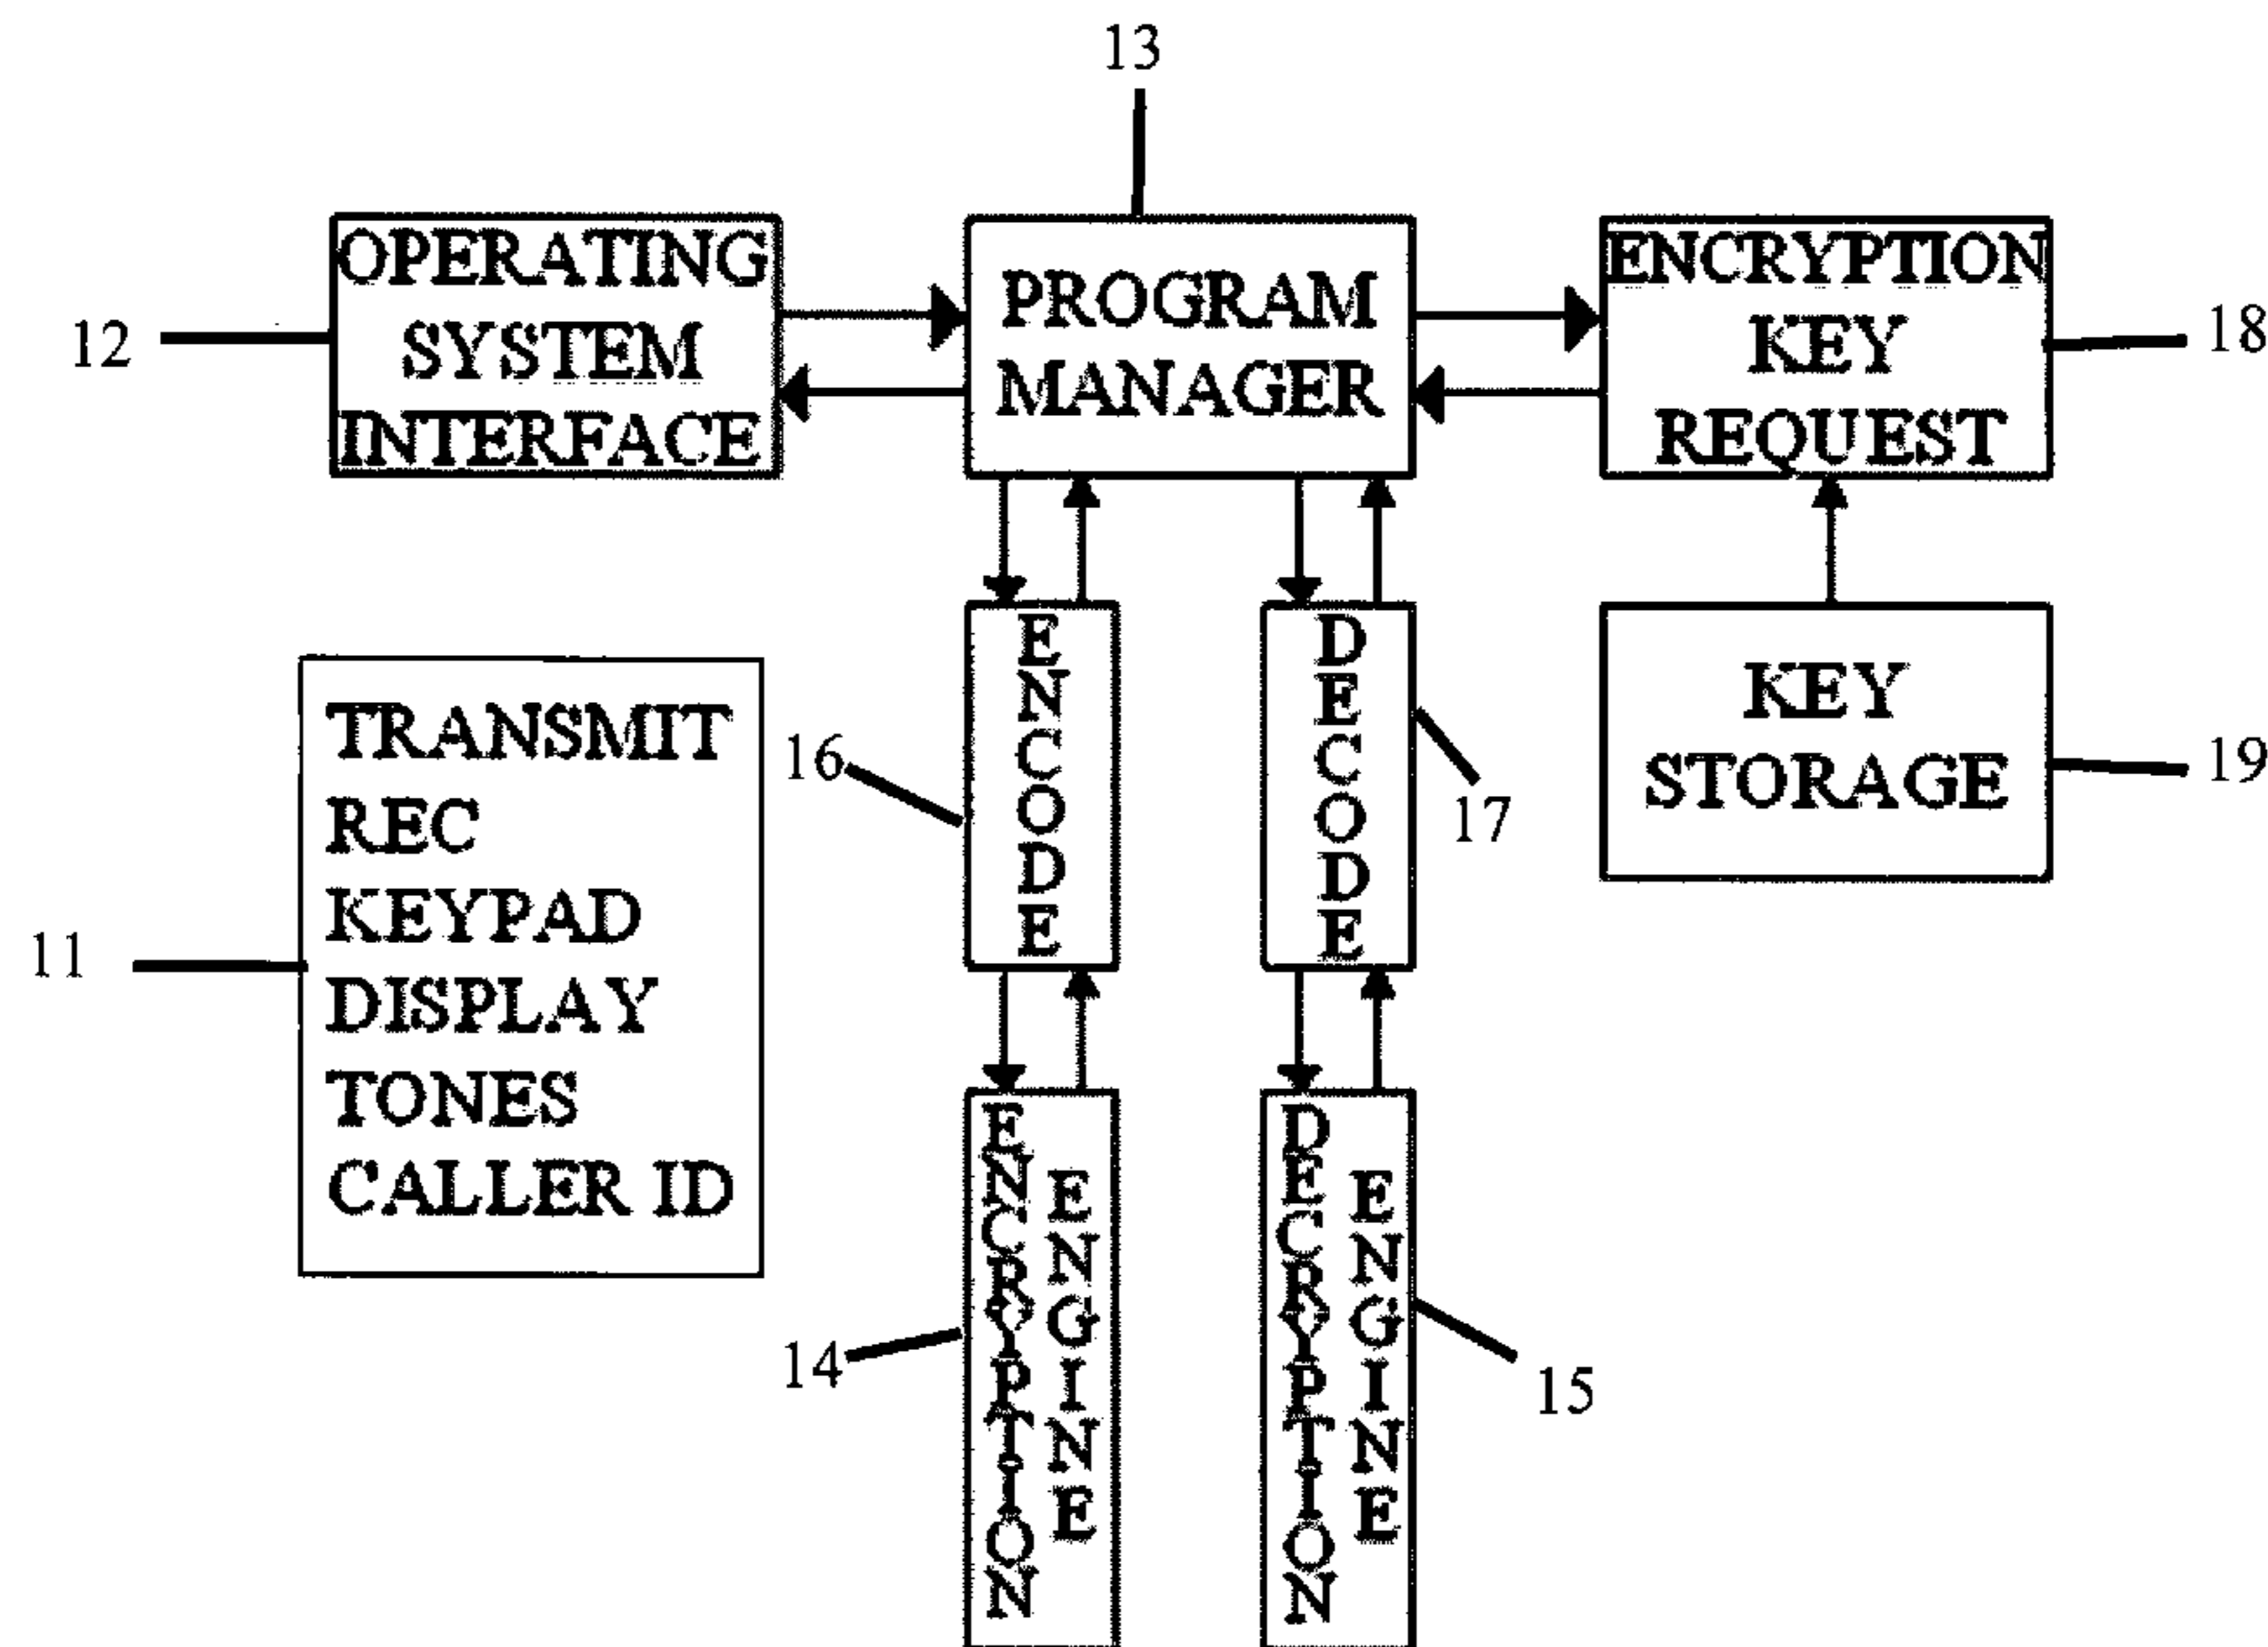 13
OPERATING
SYSTEM
INTERFACE
12
PROGRAM
MANAGER
ENCRYPTION
KEY
REQUEST
18
TRANSMIT
REC
KEYPAD
DISPLAY
TONES
CALLER ID
11
ENCODE
16
DECODE
17
KEY
STORAGE
19
ENCRYPTION
ENGINE
14
DECRYPTION
ENGINE
15